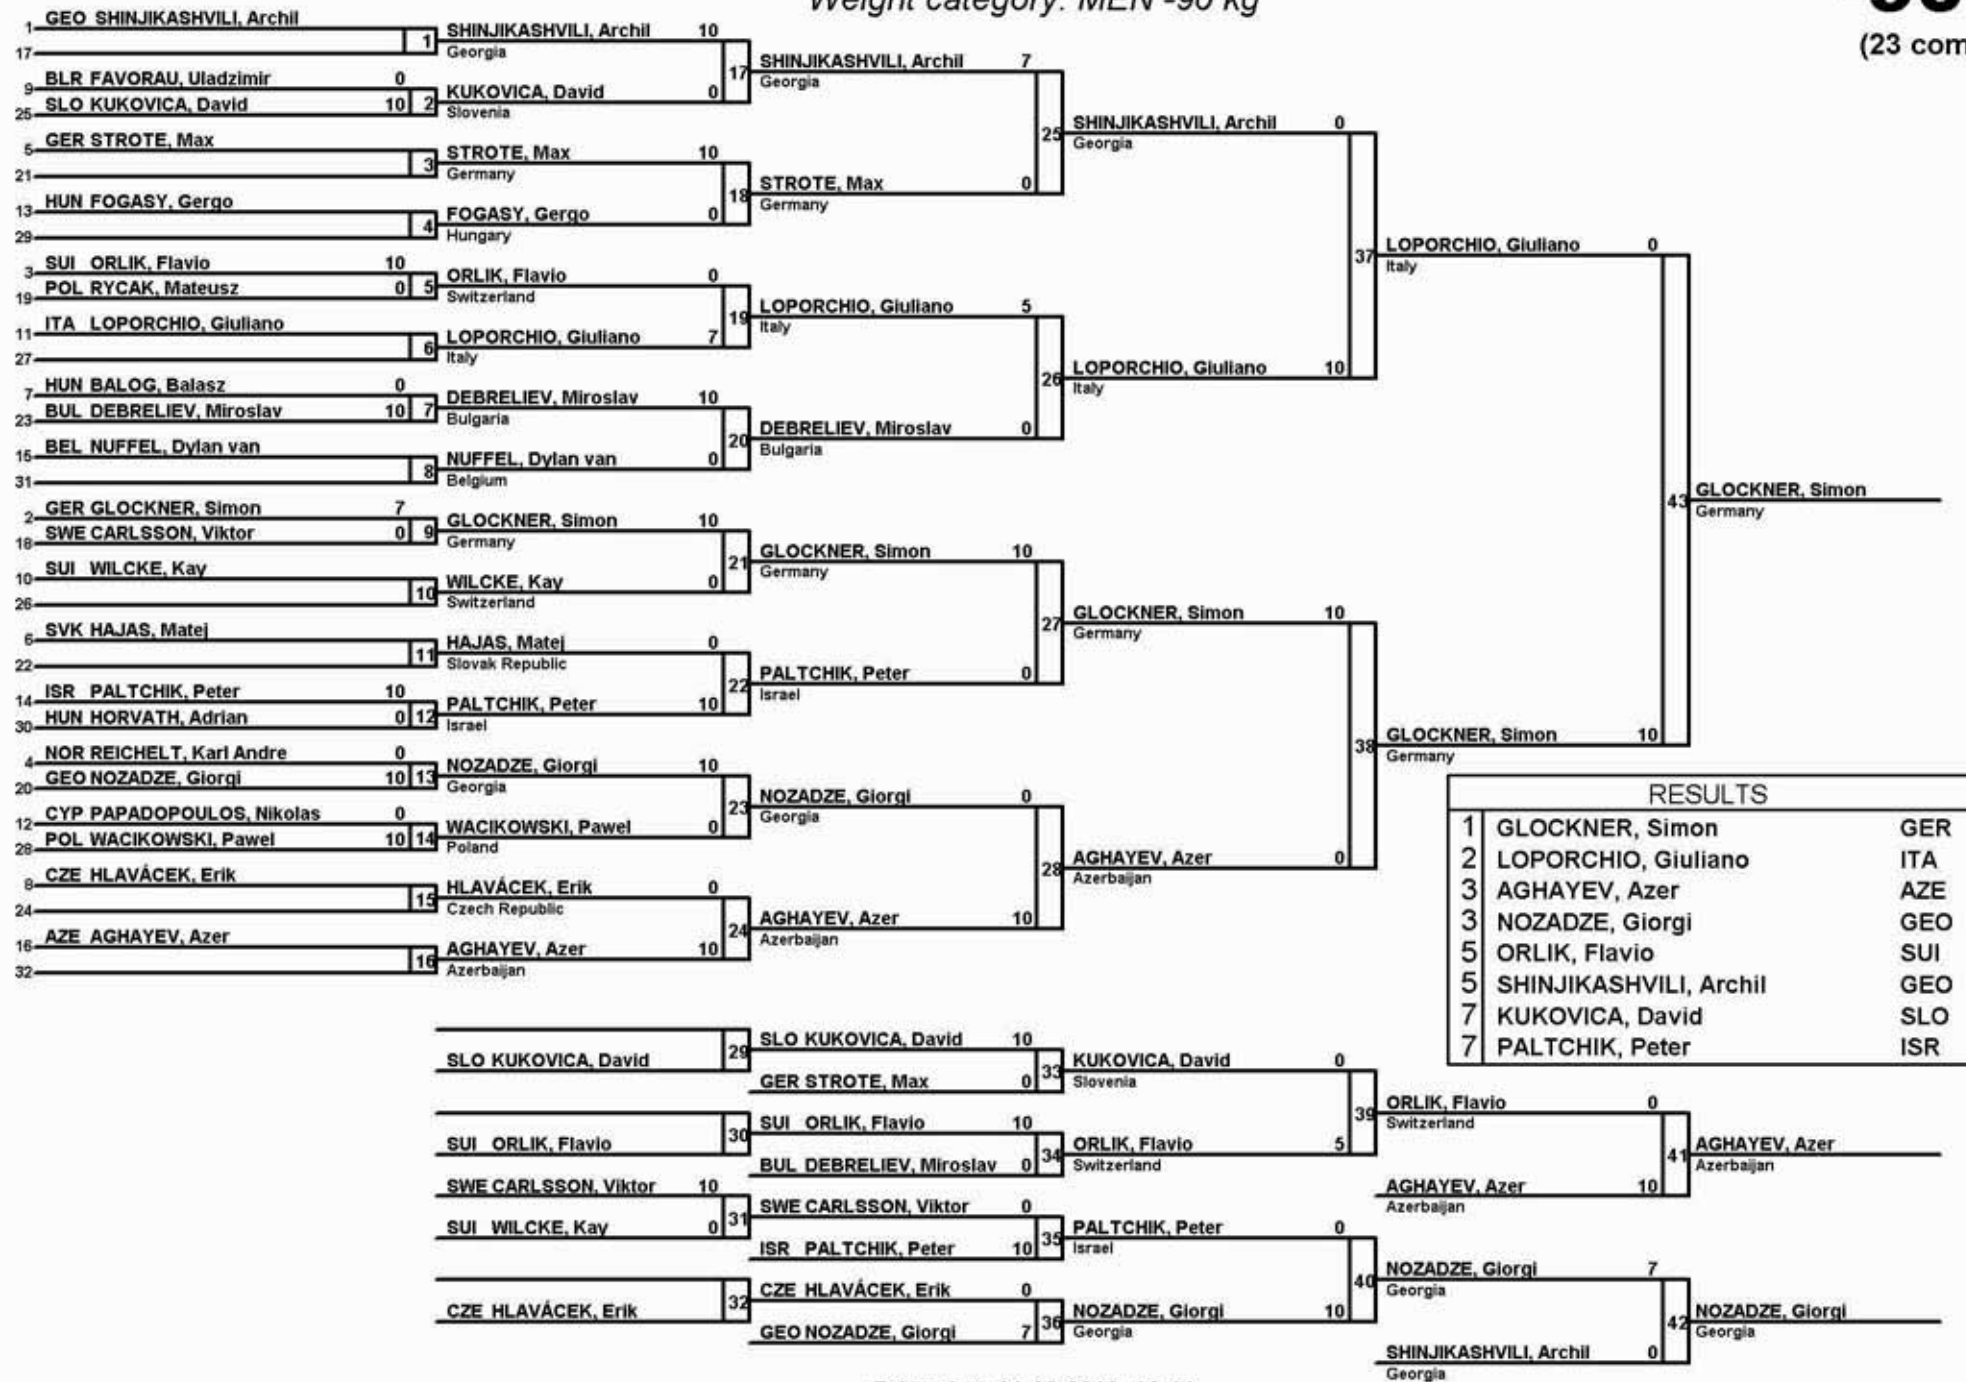 Weight category: MEN -90 kg
(23 com
1 GEO SHINJIKASHVILI, Archil
17
1
9 BLR FAVORAU, Uladzimir 0
25 SLO KUKOVICA, David 10
2
5 GER STROTE, Max
21
3
13 HUN FOGASY, Gergo
29
4
3 SUI ORLIK, Flavio 10
19 POL RYCAK, Mateusz 0
5
11 ITA LOPORCHIO, Giuliano
27
6
7 HUN BALOG, Balasz 0
23 BUL DEBRELIEV, Miroslav 10
7
15 BEL NUFFEL, Dylan van
31
8
2 GER GLOCKNER, Simon 7
18 SWE CARLSSON, Viktor 0
9
10 SUI WILCKE, Kay
26
10
6 SVK HAJAS, Matej
22
11
14 ISR PALTCHIK, Peter 10
30 HUN HORVATH, Adrian 0
12
4 NOR REICHELT, Karl Andre 0
20 GEO NOZADZE, Giorgi 10
13
12 CYP PAPADOPOULOS, Nikolas 0
28 POL WACIKOWSKI, Pawel 10
14
8 CZE HLAVÁCEK, Erik
24
15
16 AZE AGHAYEV, Azer
32
16
SHINJIKASHVILI, Archil 10
Georgia
17
KUKOVICA, David 0
Slovenia
STROTE, Max 10
Germany
18
FOGASY, Gergo 0
Hungary
ORLIK, Flavio 0
Switzerland
19
LOPORCHIO, Giuliano 7
Italy
DEBRELIEV, Miroslav 10
Bulgaria
20
NUFFEL, Dylan van 0
Belgium
GLOCKNER, Simon 10
Germany
21
WILCKE, Kay 0
Switzerland
HAJAS, Matej 0
Slovak Republic
22
PALTCHIK, Peter 10
Israel
NOZADZE, Giorgi 10
Georgia
23
WACIKOWSKI, Pawel 0
Poland
HLAVÁCEK, Erik 0
Czech Republic
24
AGHAYEV, Azer 10
Azerbaijan
SHINJIKASHVILI, Archil 7
Georgia
25
STROTE, Max 0
Germany
LOPORCHIO, Giuliano 5
Italy
26
DEBRELIEV, Miroslav 0
Bulgaria
GLOCKNER, Simon 10
Germany
27
PALTCHIK, Peter 0
Israel
NOZADZE, Giorgi 0
Georgia
28
AGHAYEV, Azer 10
Azerbaijan
SHINJIKASHVILI, Archil 0
Georgia
37
LOPORCHIO, Giuliano 10
Italy
GLOCKNER, Simon 10
Germany
38
AGHAYEV, Azer 0
Azerbaijan
LOPORCHIO, Giuliano 0
Italy
43
GLOCKNER, Simon 10
Germany
GLOCKNER, Simon
Germany
RESULTS
1 GLOCKNER, Simon GER
2 LOPORCHIO, Giuliano ITA
3 AGHAYEV, Azer AZE
3 NOZADZE, Giorgi GEO
5 ORLIK, Flavio SUI
5 SHINJIKASHVILI, Archil GEO
7 KUKOVICA, David SLO
7 PALTCHIK, Peter ISR
SLO KUKOVICA, David
29
SUI ORLIK, Flavio
30
SWE CARLSSON, Viktor 10
31
SUI WILCKE, Kay 0
CZE HLAVÁCEK, Erik
32
SLO KUKOVICA, David 10
33
GER STROTE, Max 0
SUI ORLIK, Flavio 10
34
BUL DEBRELIEV, Miroslav 0
SWE CARLSSON, Viktor 0
35
ISR PALTCHIK, Peter 10
CZE HLAVÁCEK, Erik 0
36
GEO NOZADZE, Giorgi 7
KUKOVICA, David 0
Slovenia
39
ORLIK, Flavio 5
Switzerland
PALTCHIK, Peter 0
Israel
40
NOZADZE, Giorgi 10
Georgia
ORLIK, Flavio 0
Switzerland
41
AGHAYEV, Azer 10
Azerbaijan
NOZADZE, Giorgi 7
Georgia
42
SHINJIKASHVILI, Archil 0
Georgia
AGHAYEV, Azer
Azerbaijan
NOZADZE, Giorgi
Georgia